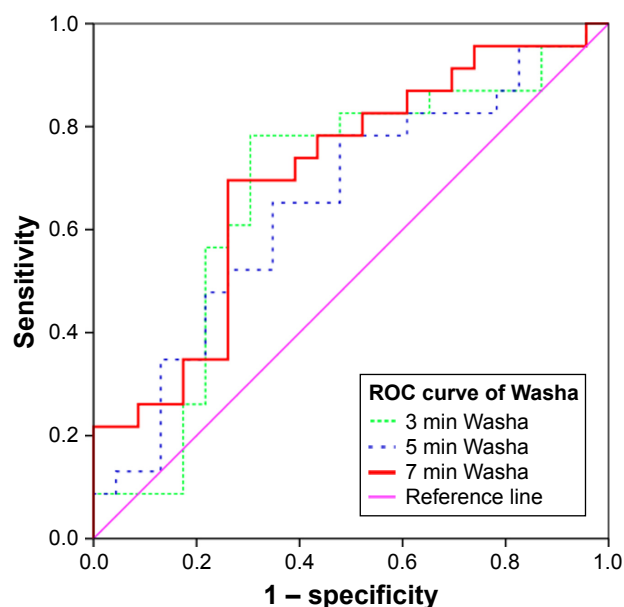 1.0
0.8
0.6
0.4
0.2
0.0
Sensitivity
ROC curve of Washa
3 min Washa
5 min Washa
7 min Washa
Reference line
0.0 0.2 0.4 0.6 0.8 1.0
1 – specificity